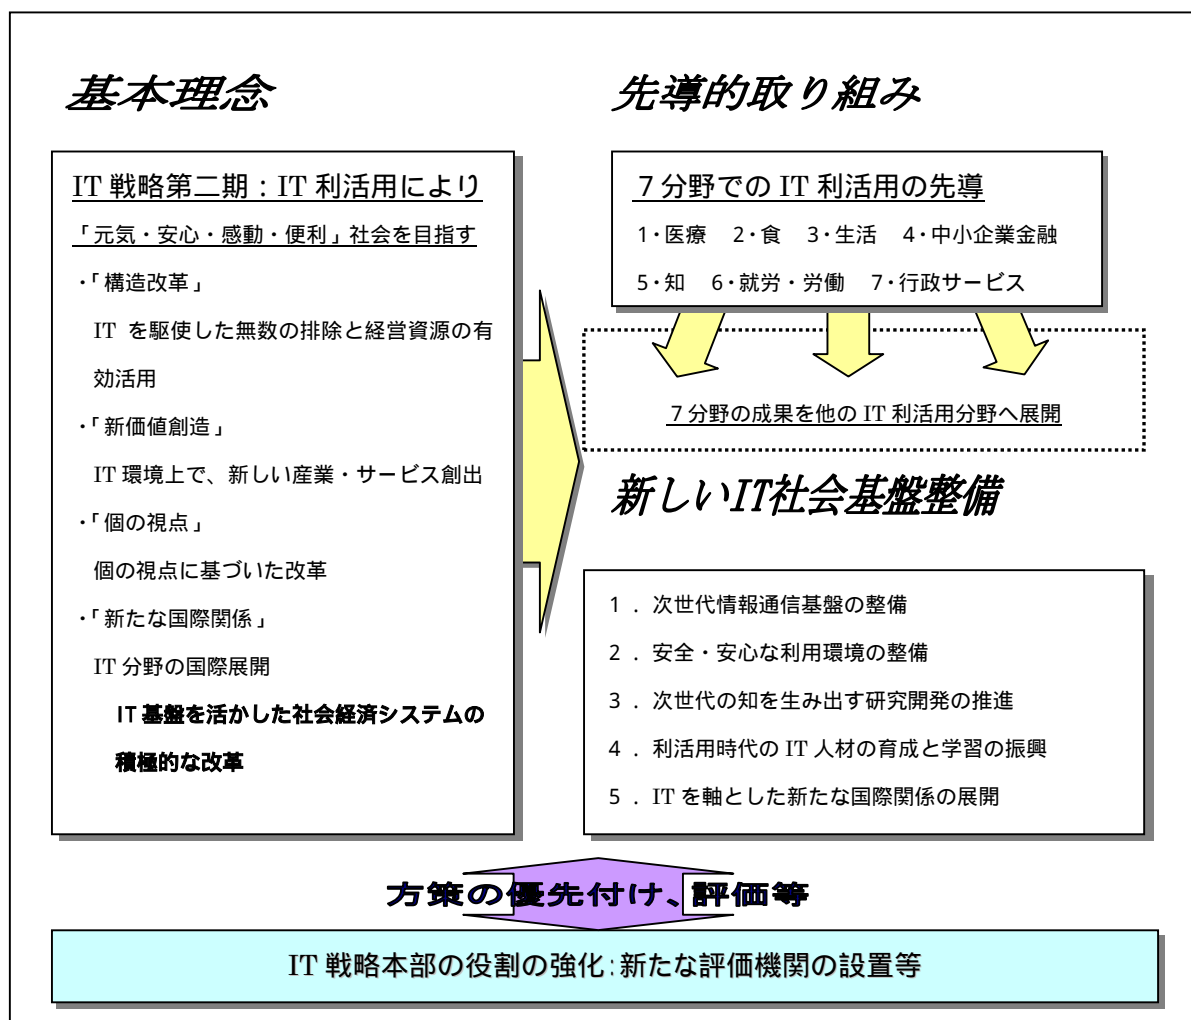 基本理念
IT 戦略第二期：IT 利活用により
「元気・安心・感動・便利」社会を目指す
・「構造改革」
IT を駆使した無数の排除と経営資源の有
効活用
・「新価値創造」
IT 環境上で、新しい産業・サービス創出
・「個の視点」
個の視点に基づいた改革
・「新たな国際関係」
IT 分野の国際展開
IT 基盤を活かした社会経済システムの
積極的な改革
先導的取り組み
７分野での IT 利活用の先導
1・医療　2・食　3・生活　4・中小企業金融
5・知　6・就労・労働　7・行政サービス
７分野の成果を他の IT 利活用分野へ展開
新しいIT社会基盤整備
1．次世代情報通信基盤の整備
2．安全・安心な利用環境の整備
3．次世代の知を生み出す研究開発の推進
4．利活用時代の IT 人材の育成と学習の振興
5．IT を軸とした新たな国際関係の展開
方策の優先付け、評価等
IT 戦略本部の役割の強化：新たな評価機関の設置等